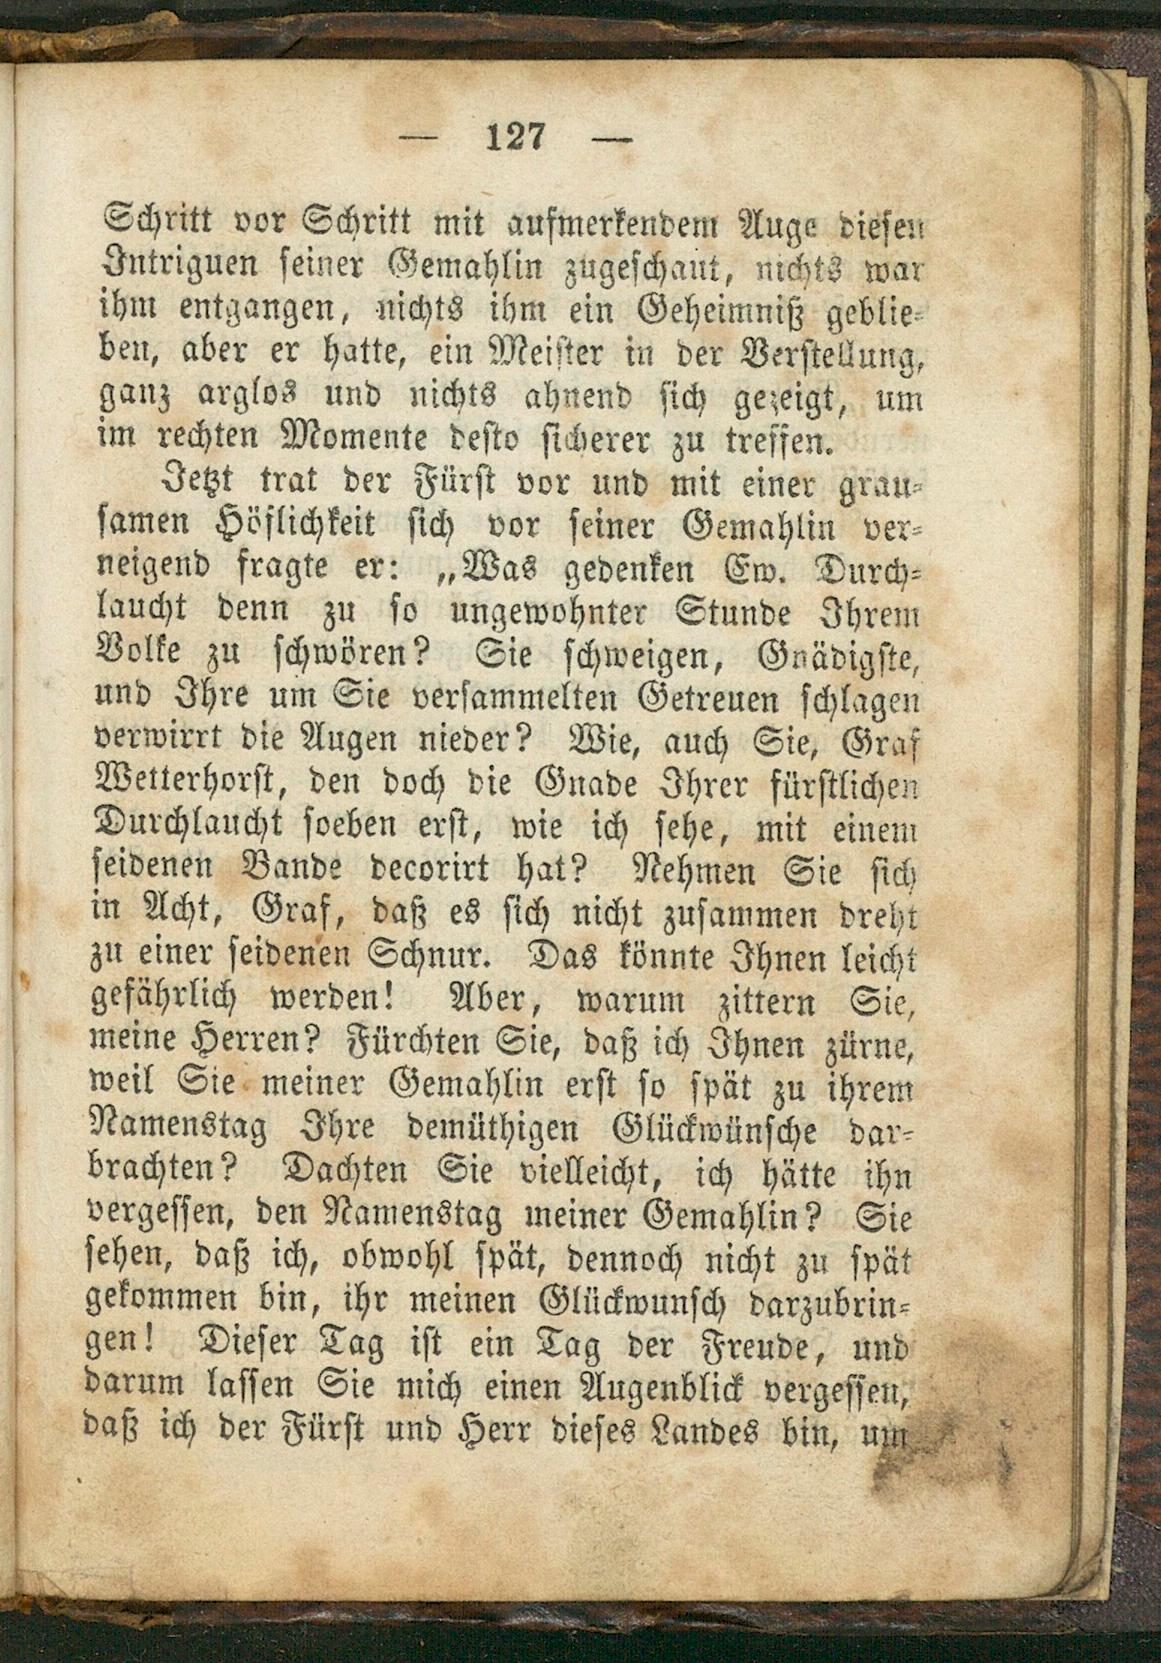 — 127 —
Schritt vor Schritt mit aufmerkendem Auge diesen
Intriguen seiner Gemahlin zugeschaut, nichts war
ihm entgangen, nichts ihm ein Geheimniß geblie-
ben, aber er hatte, ein Meister in der Verstellung,
ganz arglos und nichts ahnend sich gezeigt, um
im rechten Momente desto sicherer zu treffen.
Jetzt trat der Fürst vor und mit einer grau-
samen Höflichkeit sich vor seiner Gemahlin ver-
neigend fragte er: „Was gedenken Ew. Durch-
laucht denn zu so ungewohnter Stunde Ihrem
Volke zu schwören? Sie schweigen, Gnädigste,
und Ihre um Sie versammelten Getreuen schlagen
verwirrt die Augen nieder? Wie, auch Sie, Graf
Wetterhorst, den doch die Gnade Ihrer fürstlichen
Durchlaucht soeben erst, wie ich sehe, mit einem
seidenen Bande decorirt hat? Nehmen Sie sich
in Acht, Graf, daß es sich nicht zusammen dreht
zu einer seidenen Schnur. Das könnte Ihnen leicht
gefährlich werden! Aber, warum zittern Sie,
meine Herren? Fürchten Sie, daß ich Ihnen zürne,
weil Sie meiner Gemahlin erst so spät zu ihrem
Namenstag Ihre demüthigen Glückwünsche dar-
brachten? Dachten Sie vielleicht, ich hätte ihn
vergessen, den Namenstag meiner Gemahlin? Sie
sehen, daß ich, obwohl spät, dennoch nicht zu spät
gekommen bin, ihr meinen Glückwunsch darzubrin-
gen! Dieser Tag ist ein Tag der Freude, und
darum lassen Sie mich einen Augenblick vergessen,
daß ich der Fürst und Herr dieses Landes bin, um